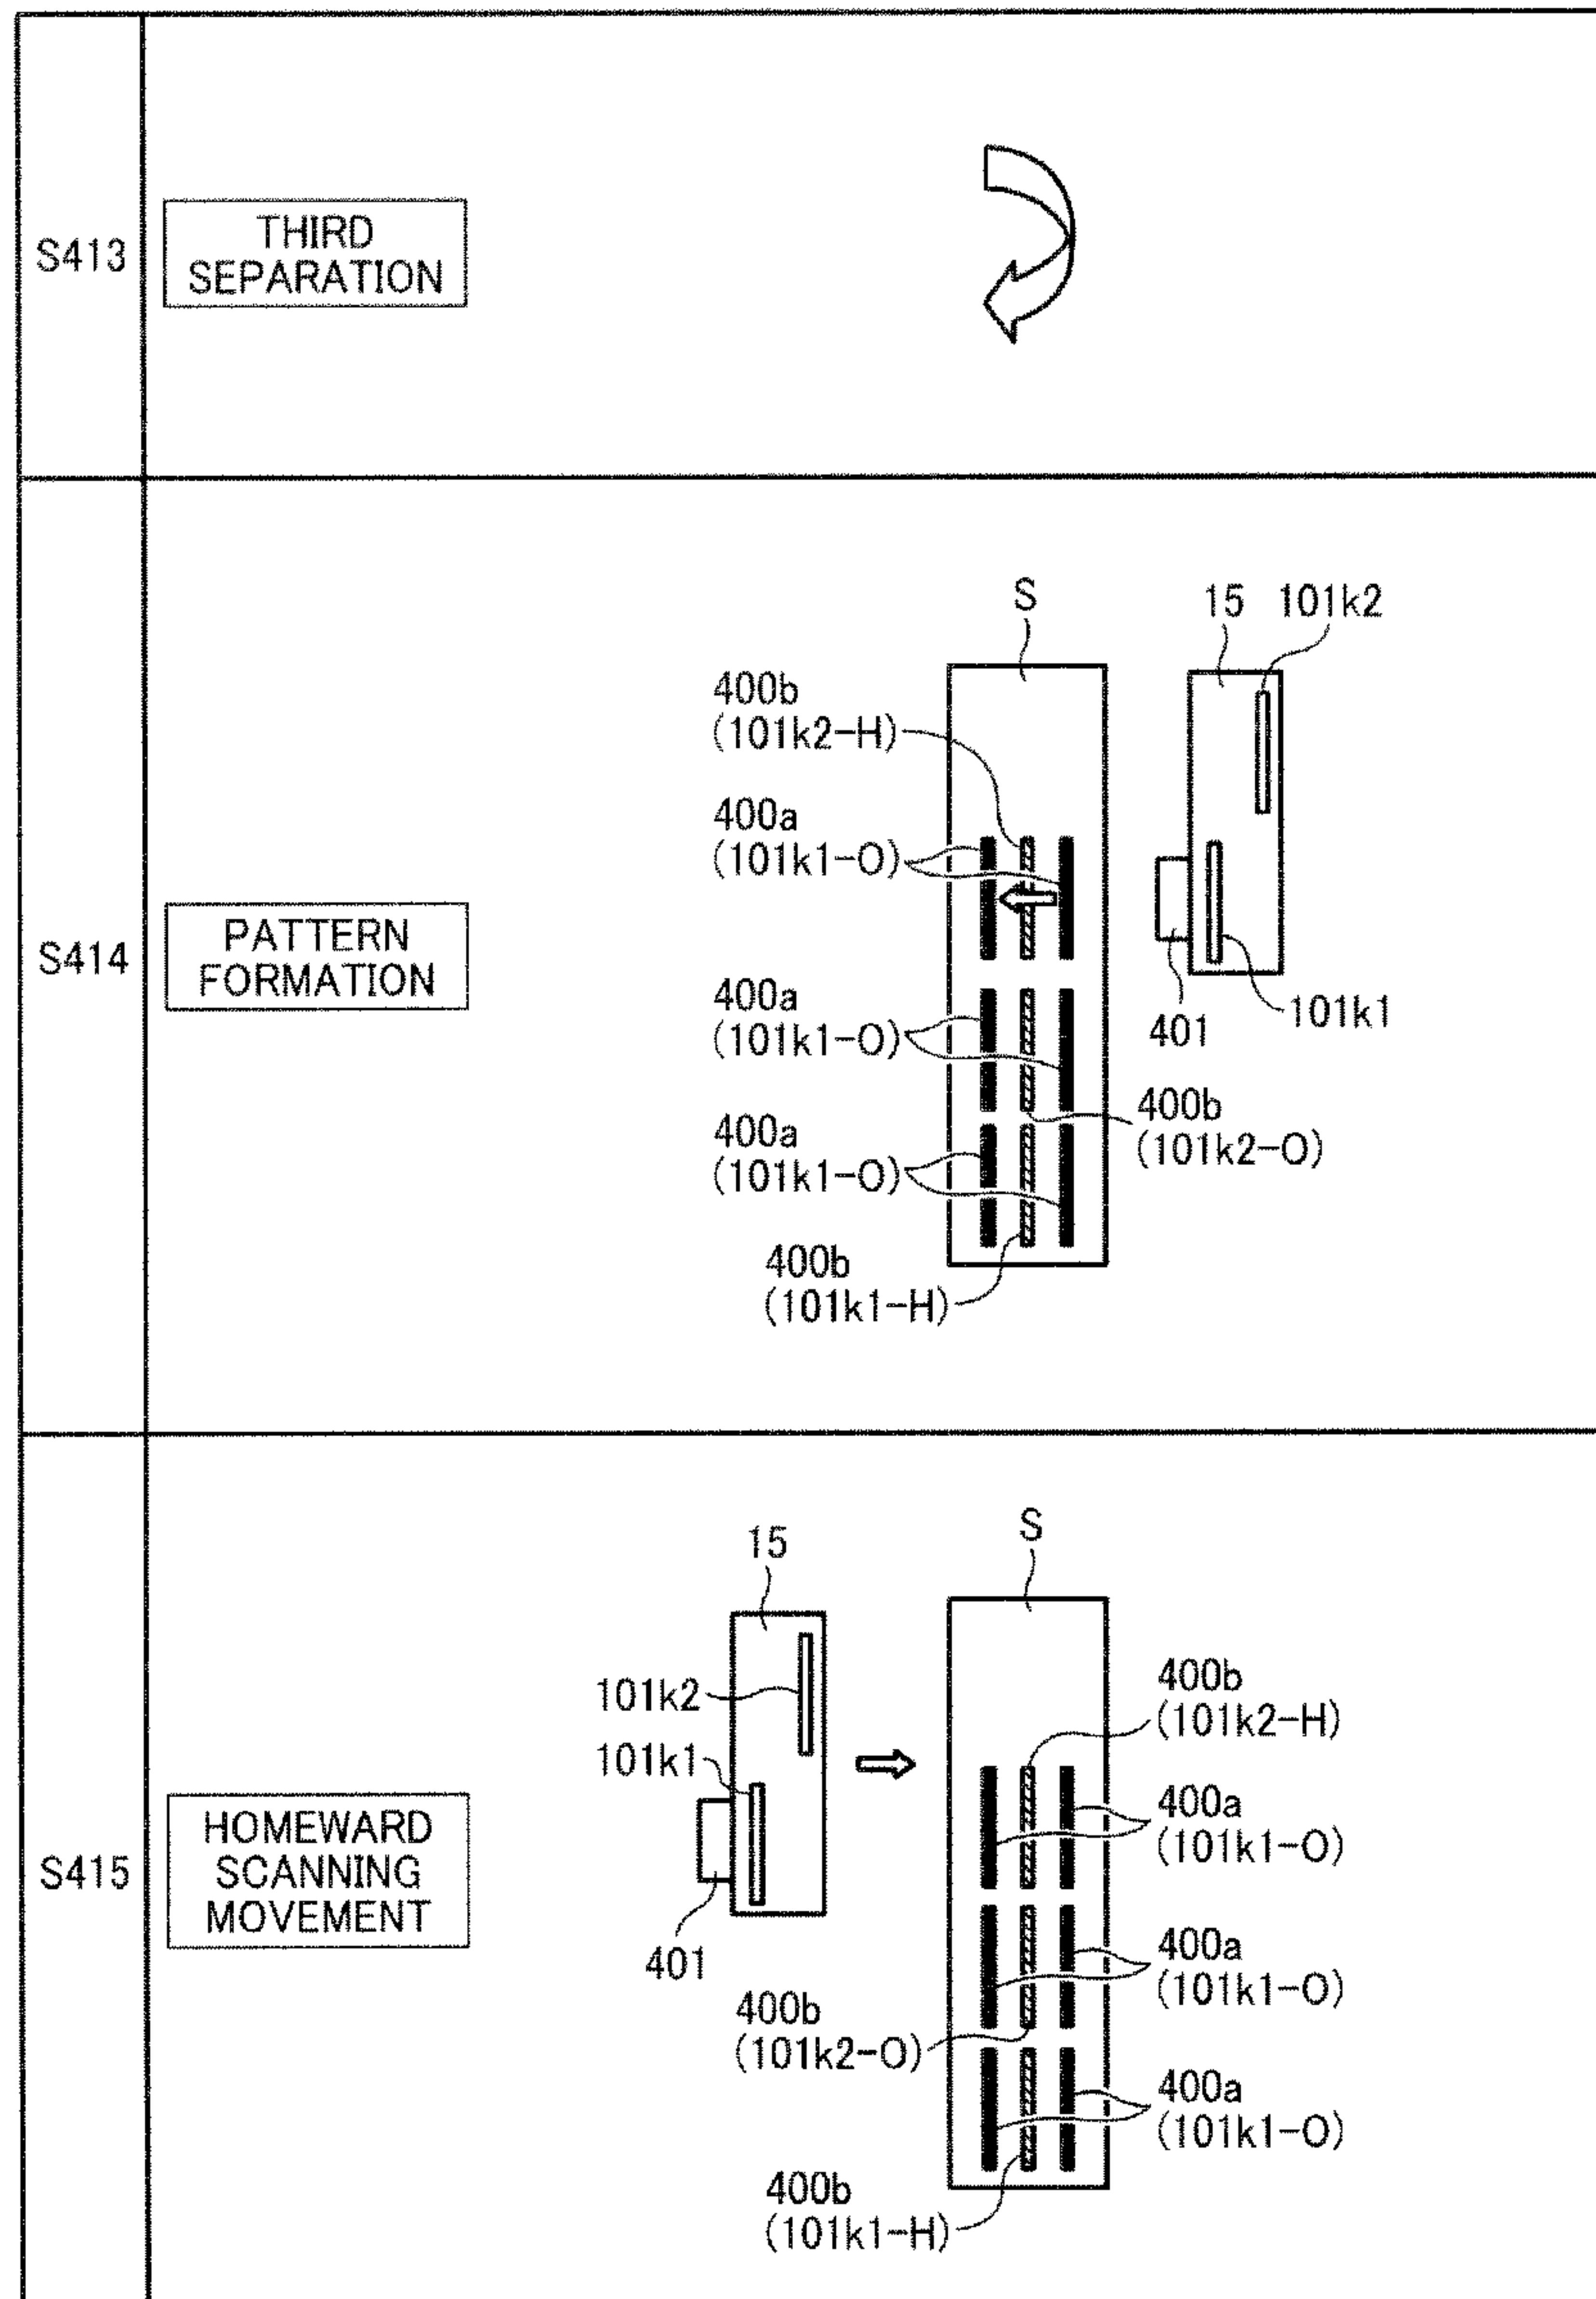 S413
THIRD
SEPARATION
S414
PATTERN
FORMATION
S
15
101k2
400b
(101k2-H)
400a
(101k1-O)
400a
(101k1-O)
400a
(101k1-O)
400b
(101k1-H)
401
101k1
400b
(101k2-O)
S415
HOMEWARD
SCANNING
MOVEMENT
15
S
101k2
101k1
401
400b
(101k2-H)
400a
(101k1-O)
400a
(101k1-O)
400b
(101k2-O)
400a
(101k1-O)
400b
(101k1-H)